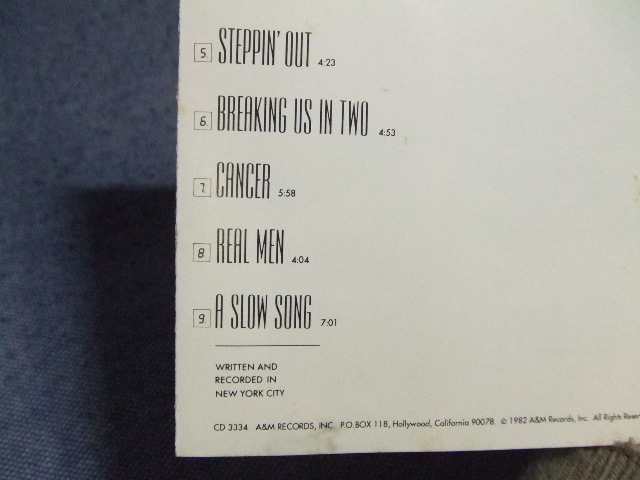 5. STEPPIN' OUT 4:23
6. BREAKING US IN TWO 4:53
7. CANCER 5:58
8. REAL MEN 4:04
9. A SLOW SONG 7:01
WRITTEN AND
RECORDED IN
NEW YORK CITY
CD 3334 A&M RECORDS, INC. P.O.BOX 118, Hollywood, California 90078. © 1982 A&M Records, Inc. All Rights Reser